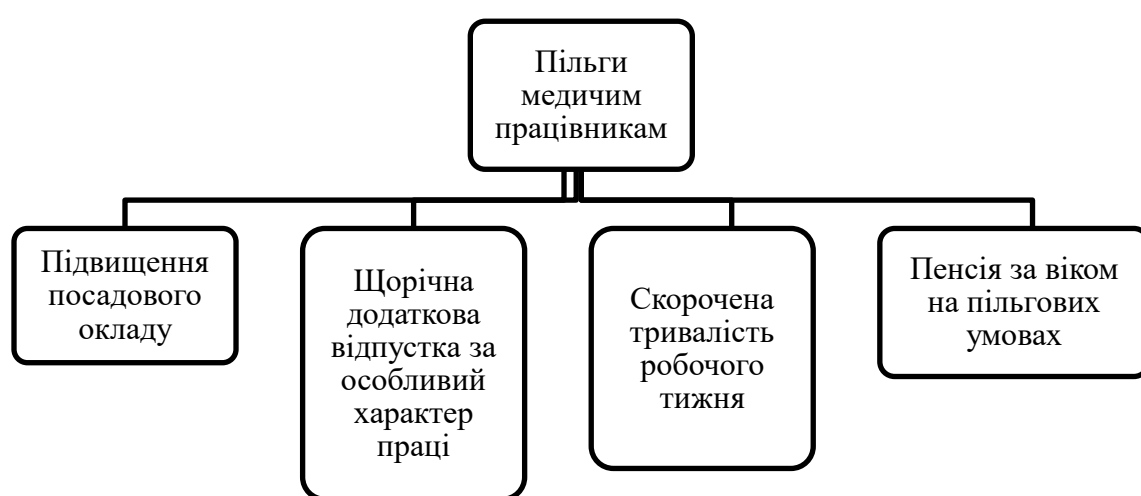 Пільги
медичим
працівникам
Підвищення
посадового
окладу
Щорічна
додаткова
відпустка за
особливий
характер
праці
Скорочена
тривалість
робочого
тижня
Пенсія за віком
на пільгових
умовах